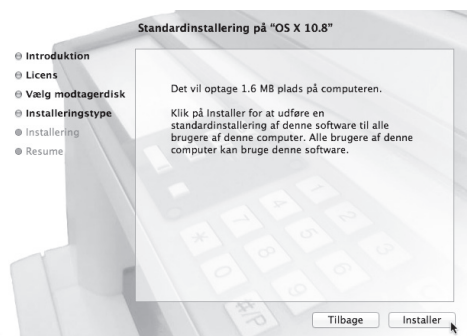 Standardinstallering på “OS X 10.8”
Introduktion
Licens
Vælg modtagerdisk
Installeringstype
Installering
Resume
Det vil optage 1.6 MB plads på computeren.
Klik på Installer for at udføre en
standardinstallering af denne software til alle
brugere af denne computer. Alle brugere af denne
computer kan bruge denne software.
Tilbage
Installer